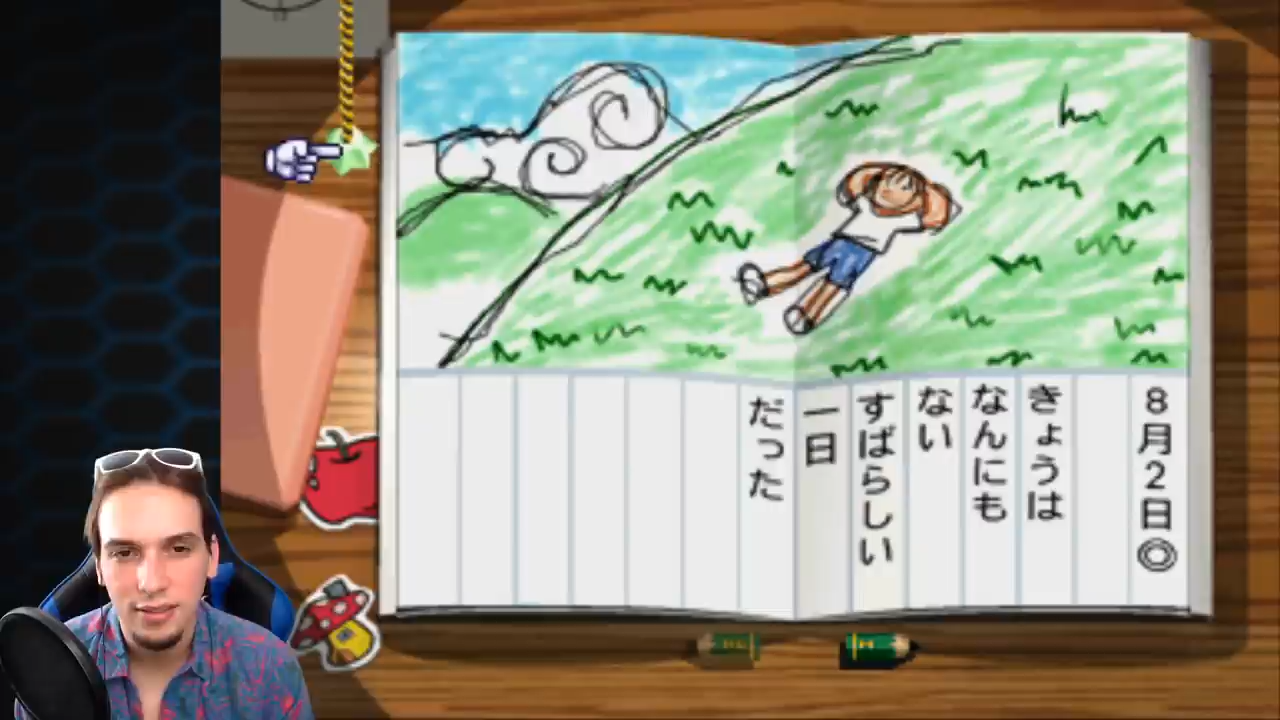 8月2日◎
きょうは
なんにも
ない
すばらしい
一日
だった